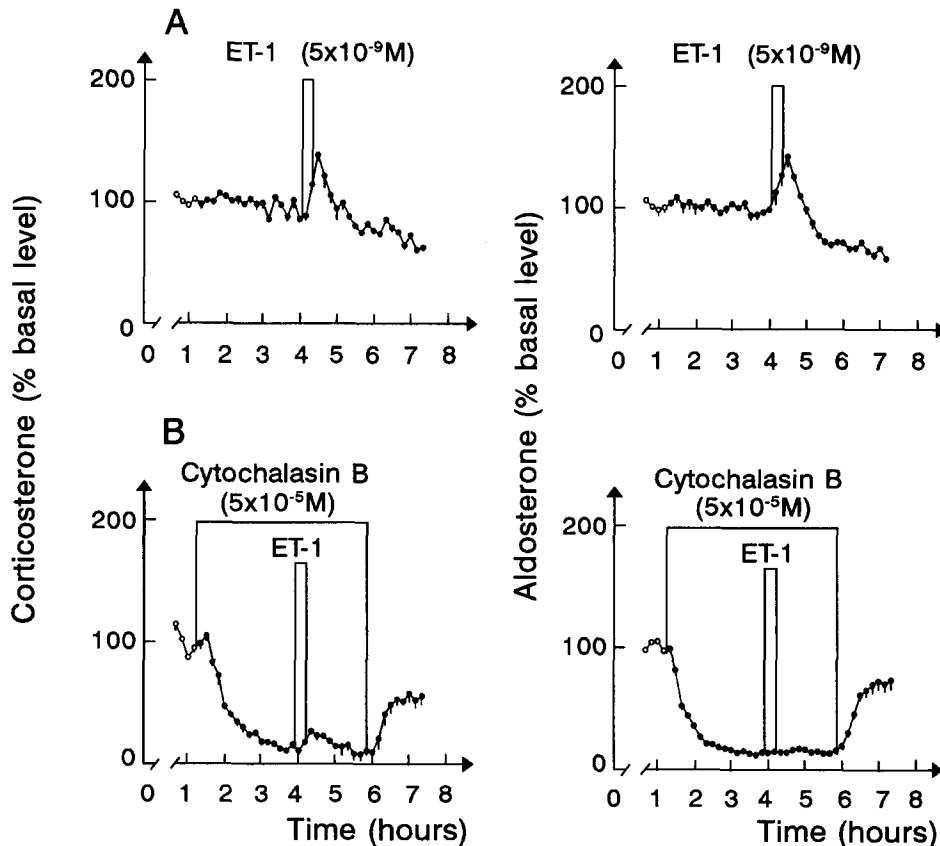 A
ET-1 (5x10⁻⁹M)
200
100
0
0 1 2 3 4 5 6 7 8
ET-1 (5x10⁻⁹M)
200
100
0
0 1 2 3 4 5 6 7 8
Corticosterone (% basal level)
Aldosterone (% basal level)
B
Cytochalasin B
(5x10⁻⁵M)
ET-1
200
100
0
0 1 2 3 4 5 6 7 8
Time (hours)
Cytochalasin B
(5x10⁻⁵M)
ET-1
200
100
0
0 1 2 3 4 5 6 7 8
Time (hours)